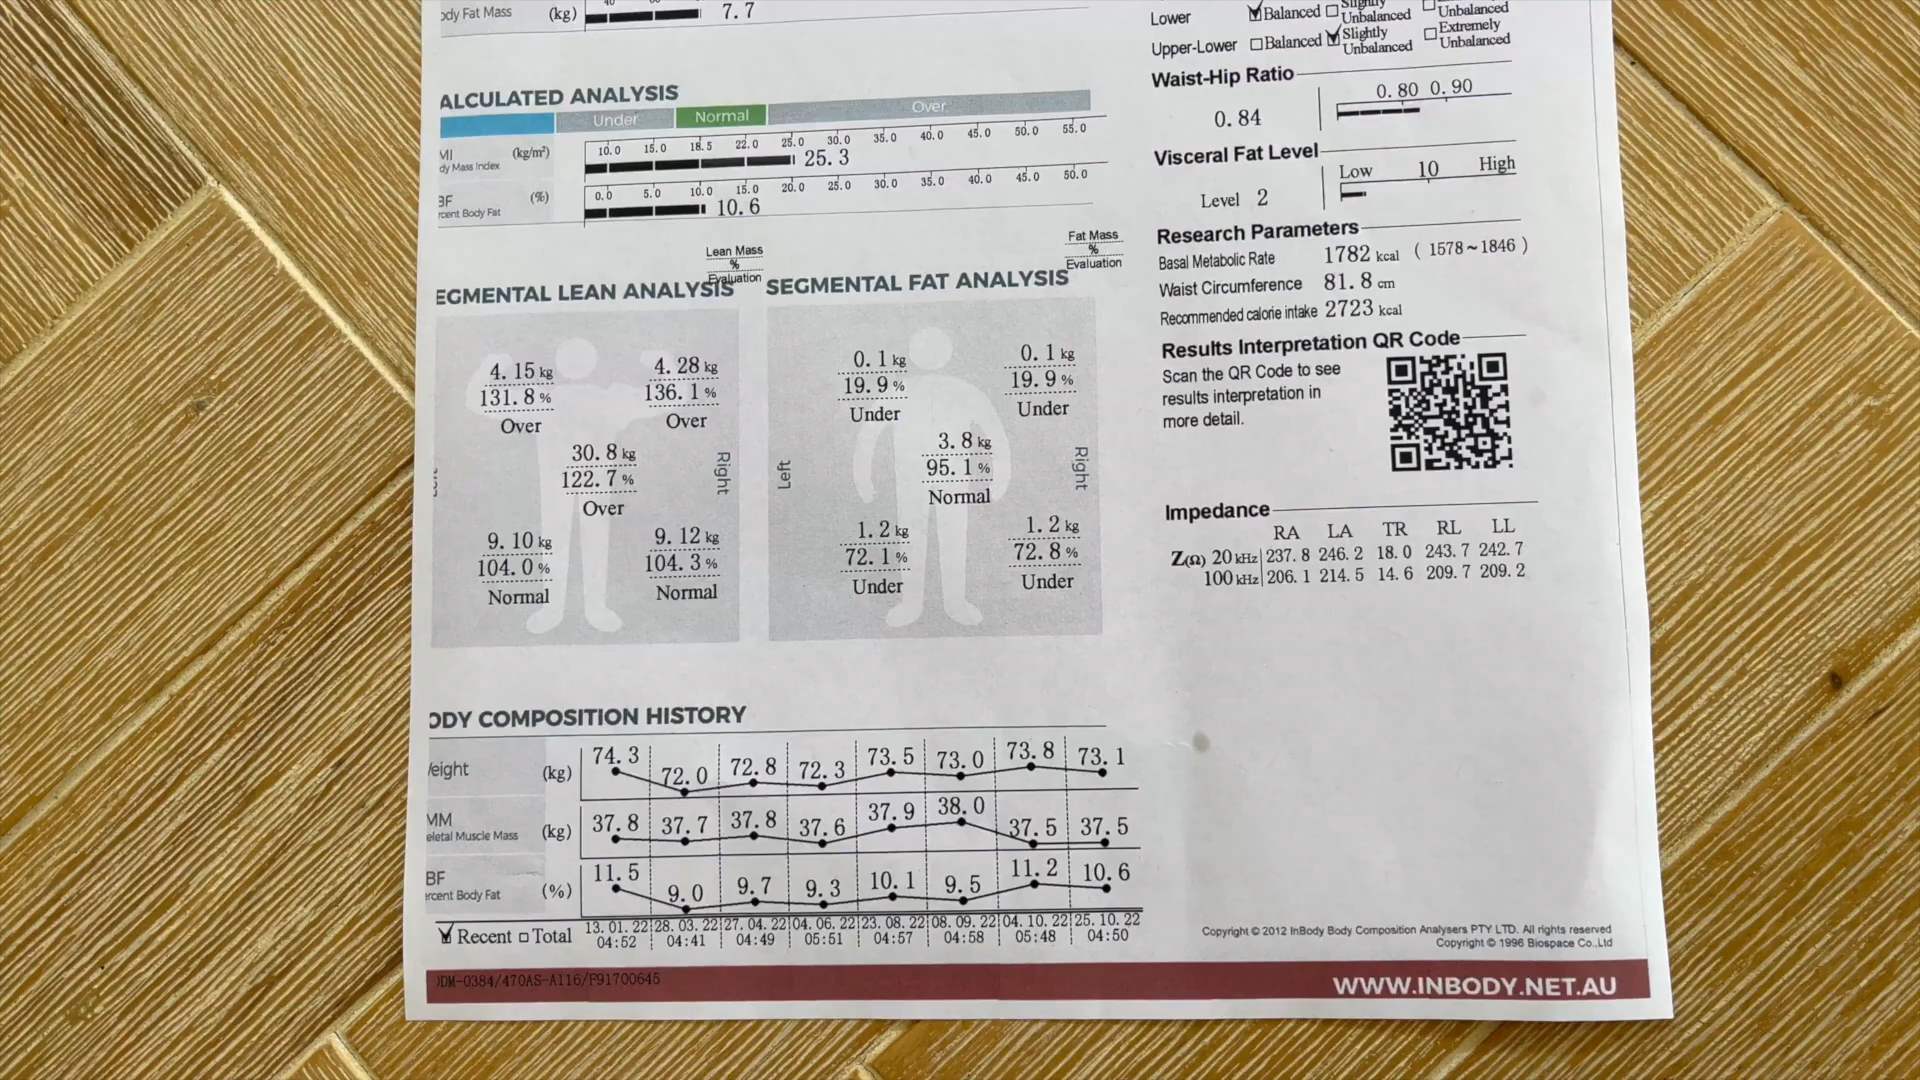 ody Fat Mass (kg) 7.7
Lower Balanced Slightly Unbalanced Unbalanced
Upper-Lower Balanced Slightly Unbalanced Extremely Unbalanced
ALCULATED ANALYSIS
Under Normal Over
MI (kg/m²) 10.0 15.0 18.5 22.0 25.0 30.0 35.0 40.0 45.0 50.0 55.0
dy Mass Index 25.3
BF (%) 0.0 5.0 10.0 15.0 20.0 25.0 30.0 35.0 40.0 45.0 50.0
rcent Body Fat 10.6
Waist-Hip Ratio
0.80 0.90
0.84
Visceral Fat Level
Low 10 High
Level 2
Research Parameters
Basal Metabolic Rate 1782 kcal ( 1578~1846 )
Waist Circumference 81.8 cm
Recommended calorie intake 2723 kcal
Results Interpretation QR Code
Scan the QR Code to see
results interpretation in
more detail.
Impedance
RA LA TR RL LL
Z(Ω) 20 kHz 237.8 246.2 18.0 243.7 242.7
100 kHz 206.1 214.5 14.6 209.7 209.2
Lean Mass
%
Evaluation
EGMENTAL LEAN ANALYSIS
4.15 kg 4.28 kg
131.8 % 136.1 %
Over Over
30.8 kg
122.7 %
Over
Right
9.10 kg 9.12 kg
104.0 % 104.3 %
Normal Normal
Fat Mass
%
Evaluation
SEGMENTAL FAT ANALYSIS
0.1 kg 0.1 kg
19.9 % 19.9 %
Under Under
3.8 kg
95.1 %
Normal
Left Right
1.2 kg 1.2 kg
72.1 % 72.8 %
Under Under
ODY COMPOSITION HISTORY
Weight (kg) 74.3 72.0 72.8 72.3 73.5 73.0 73.8 73.1
MM (kg) 37.8 37.7 37.8 37.6 37.9 38.0 37.5 37.5
eletal Muscle Mass
BF (%) 11.5 9.0 9.7 9.3 10.1 9.5 11.2 10.6
ercent Body Fat
Recent Total 13.01.22 28.03.22 27.04.22 04.06.22 23.08.22 08.09.22 04.10.22 25.10.22
04:52 04:41 04:49 05:51 04:57 04:58 05:48 04:50
Copyright © 2012 InBody Body Composition Analysers PTY LTD. All rights reserved
Copyright © 1996 Biospace Co.,Ltd
DM-0384/470AS-A116/F91700645
WWW.INBODY.NET.AU